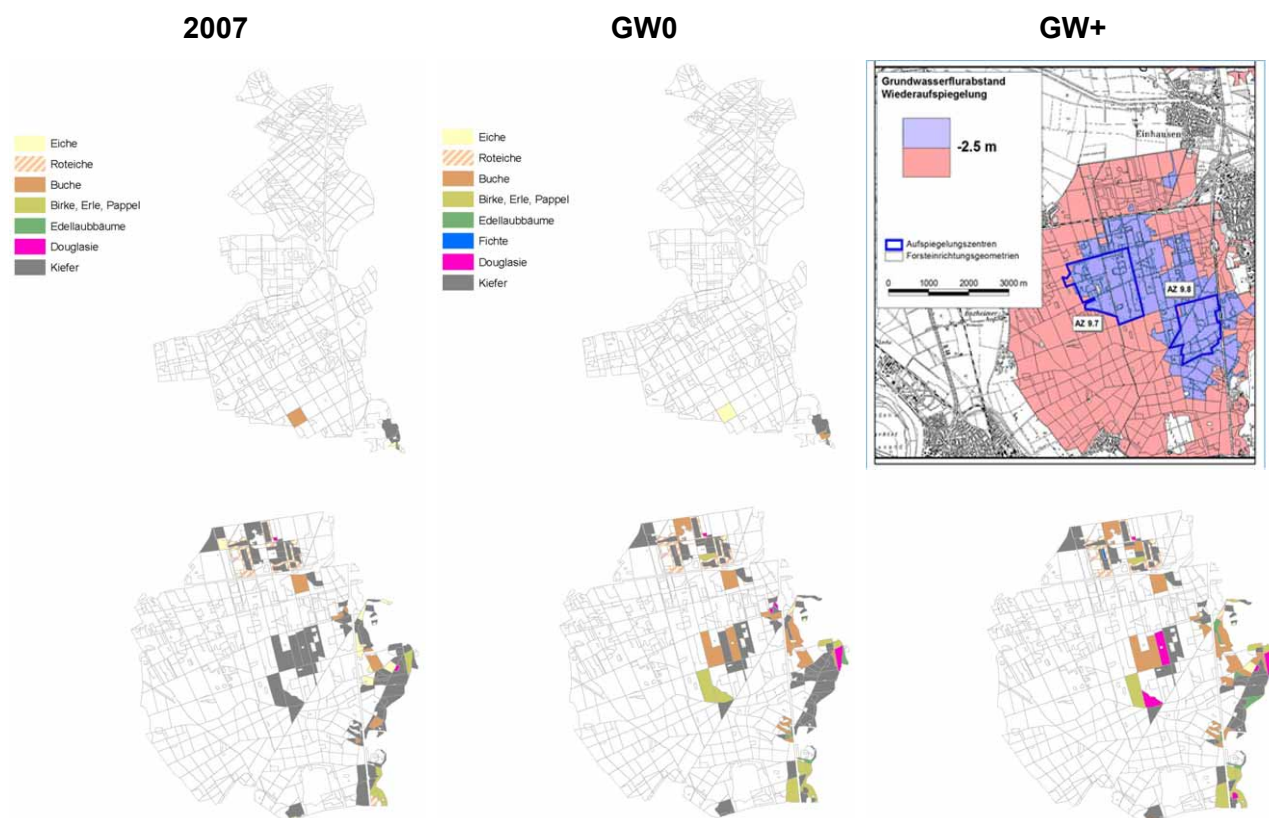 2007
GW0
GW+
Eiche
Roteiche
Buche
Birke, Erle, Pappel
Edellaubbäume
Douglasie
Kiefer
Eiche
Roteiche
Buche
Birke, Erle, Pappel
Edellaubbäume
Fichte
Douglasie
Kiefer
Grundwasserflurabstand
Wiederaufspiegelung
-2.5 m
Aufspiegelungszentren
Forsteinrichtungsgeometrien
0 1000 2000 3000 m
Einhausen
AZ 9.8
AZ 9.7